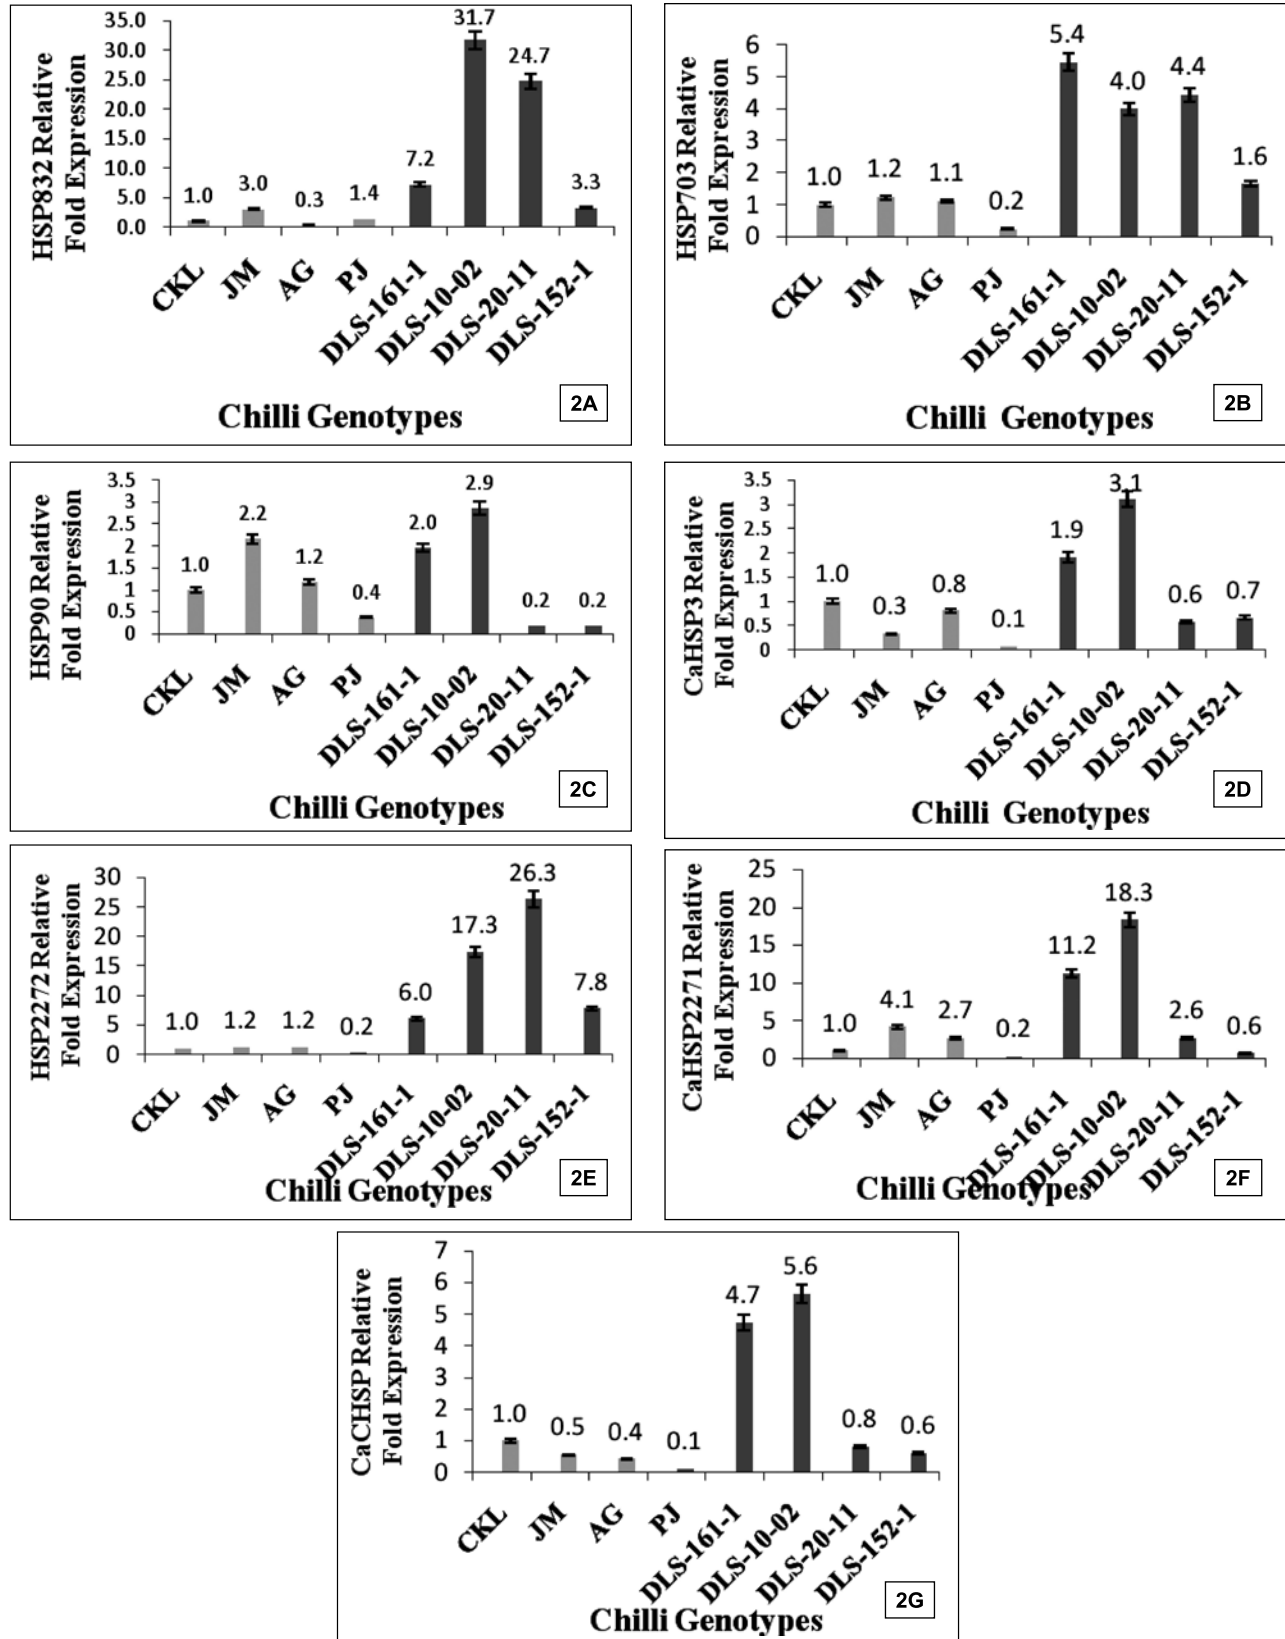 HSP832 Relative
Fold Expression
35.0
30.0
25.0
20.0
15.0
10.0
5.0
0.0
1.0
3.0
0.3
1.4
7.2
31.7
24.7
3.3
CKL
JM
AG
PJ
DLS-161-1
DLS-10-02
DLS-20-11
DLS-152-1
Chilli Genotypes
2A
HSP703 Relative
Fold Expression
6
5
4
3
2
1
0
1.0
1.2
1.1
0.2
5.4
4.0
4.4
1.6
CKL
JM
AG
PJ
DLS-161-1
DLS-10-02
DLS-20-11
DLS-152-1
Chilli Genotypes
2B
HSP90 Relative
Fold Expression
3.5
3
2.5
2
1.5
1
0.5
0
1.0
2.2
1.2
0.4
2.0
2.9
0.2
0.2
CKL
JM
AG
PJ
DLS-161-1
DLS-10-02
DLS-20-11
DLS-152-1
Chilli Genotypes
2C
CaHSP3 Relative
Fold Expression
3.5
3
2.5
2
1.5
1
0.5
0
1.0
0.3
0.8
0.1
1.9
3.1
0.6
0.7
CKL
JM
AG
PJ
DLS-161-1
DLS-10-02
DLS-20-11
DLS-152-1
Chilli Genotypes
2D
HSP2272 Relative
Fold Expression
30
25
20
15
10
5
0
1.0
1.2
1.2
0.2
6.0
17.3
26.3
7.8
CKL
JM
AG
PJ
DLS-161-1
DLS-10-02
DLS-20-11
DLS-152-1
Chilli Genotypes
2E
CaHSP2271 Relative
Fold Expression
25
20
15
10
5
0
1.0
4.1
2.7
0.2
11.2
18.3
2.6
0.6
CKL
JM
AG
PJ
DLS-161-1
DLS-10-02
DLS-20-11
DLS-152-1
Chilli Genotypes
2F
CaCHSP Relative
Fold Expression
7
6
5
4
3
2
1
0
1.0
0.5
0.4
0.1
4.7
5.6
0.8
0.6
CKL
JM
AG
PJ
DLS-161-1
DLS-10-02
DLS-20-11
DLS-152-1
Chilli Genotypes
2G